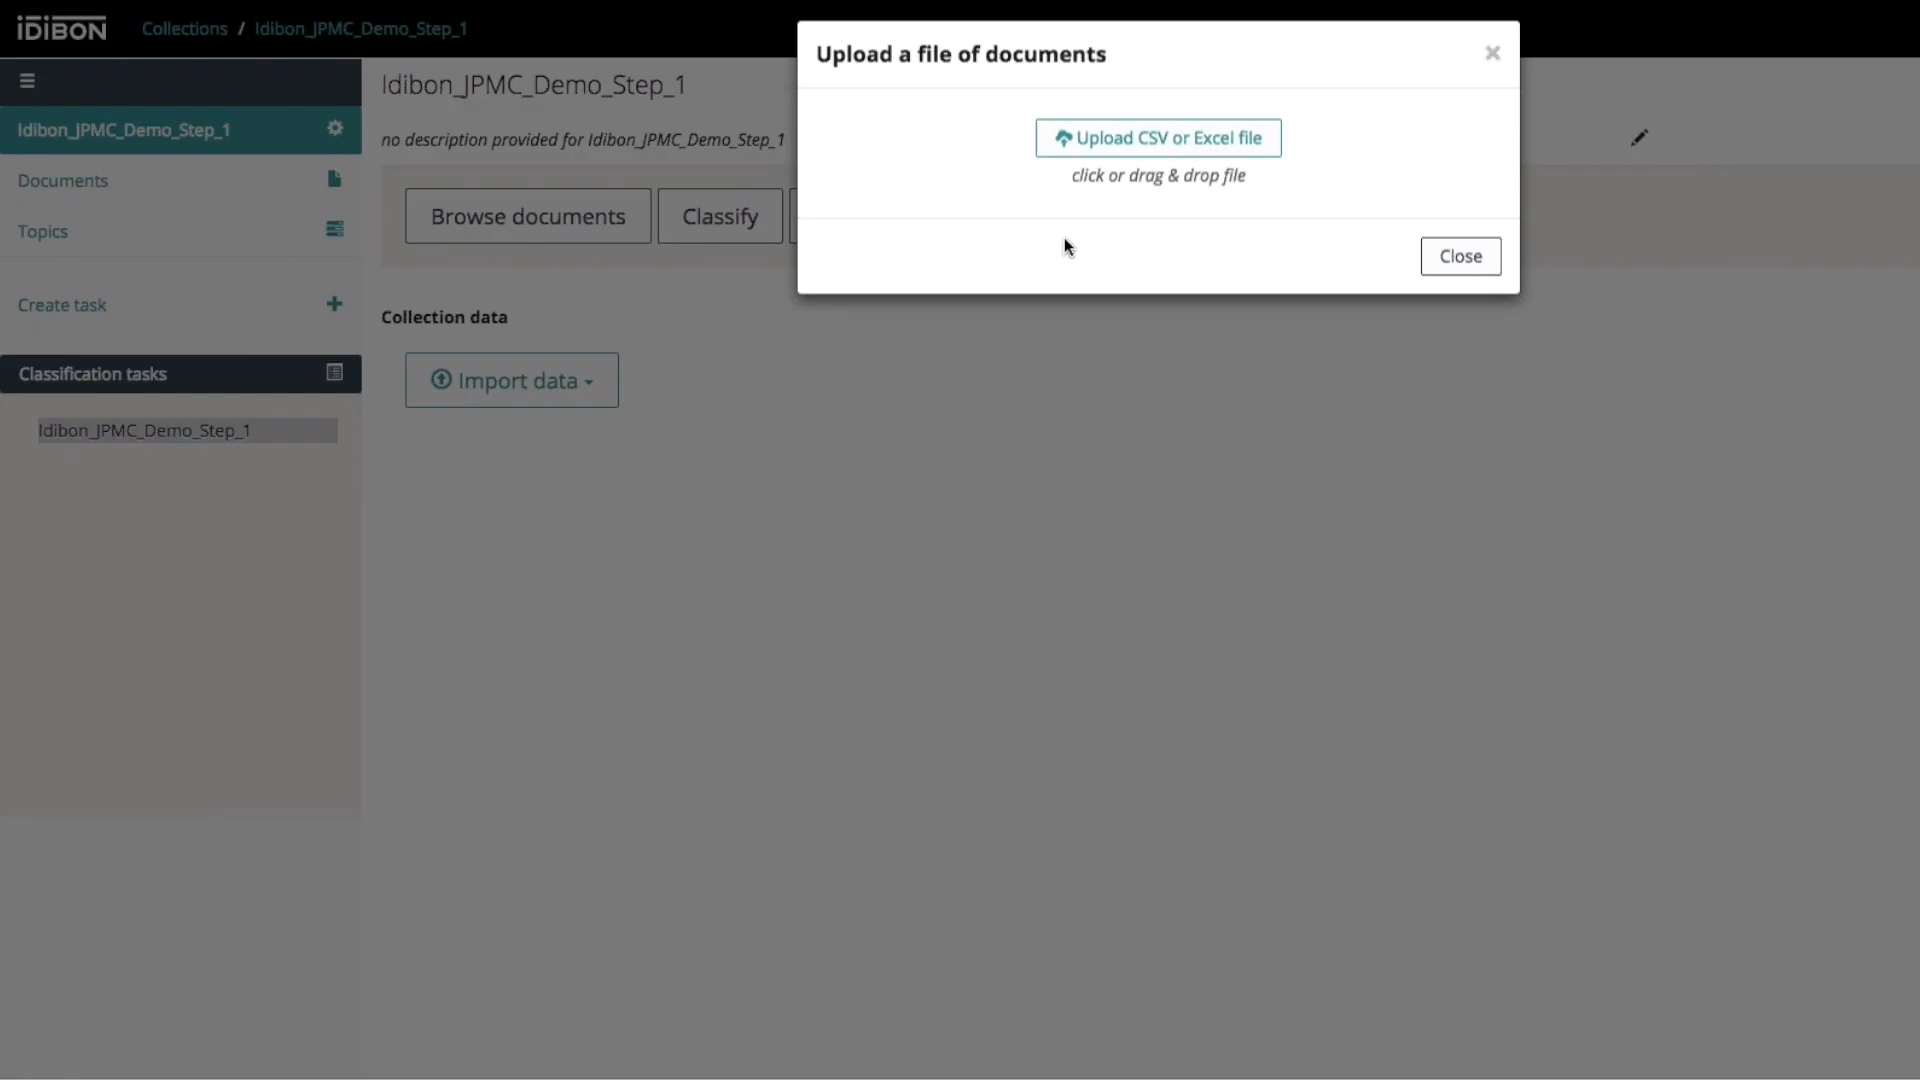 IDIBON
Collections / Idibon_JPMC_Demo_Step_1
Upload a file of documents
×
Upload CSV or Excel file
click or drag & drop file
Close
Idibon_JPMC_Demo_Step_1
Documents
Topics
Create task
Classification tasks
Idibon_JPMC_Demo_Step_1
Idibon_JPMC_Demo_Step_1
no description provided for Idibon_JPMC_Demo_Step_1
Browse documents
Classify
Collection data
Import data